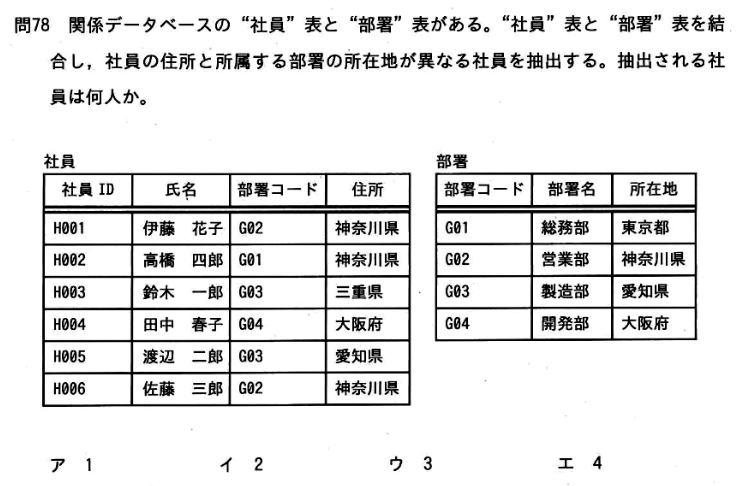 問78 関係データベースの“社員”表と“部署”表がある。“社員”表と“部署”表を結
合し，社員の住所と所属する部署の所在地が異なる社員を抽出する。抽出される社
員は何人か。
社員
社員 ID 氏名 部署コード 住所
H001 伊藤 花子 G02 神奈川県
H002 高橋 四郎 G01 神奈川県
H003 鈴木 一郎 G03 三重県
H004 田中 春子 G04 大阪府
H005 渡辺 二郎 G03 愛知県
H006 佐藤 三郎 G02 神奈川県
部署
部署コード 部署名 所在地
G01 総務部 東京都
G02 営業部 神奈川県
G03 製造部 愛知県
G04 開発部 大阪府
ア 1 イ 2 ウ 3 エ 4